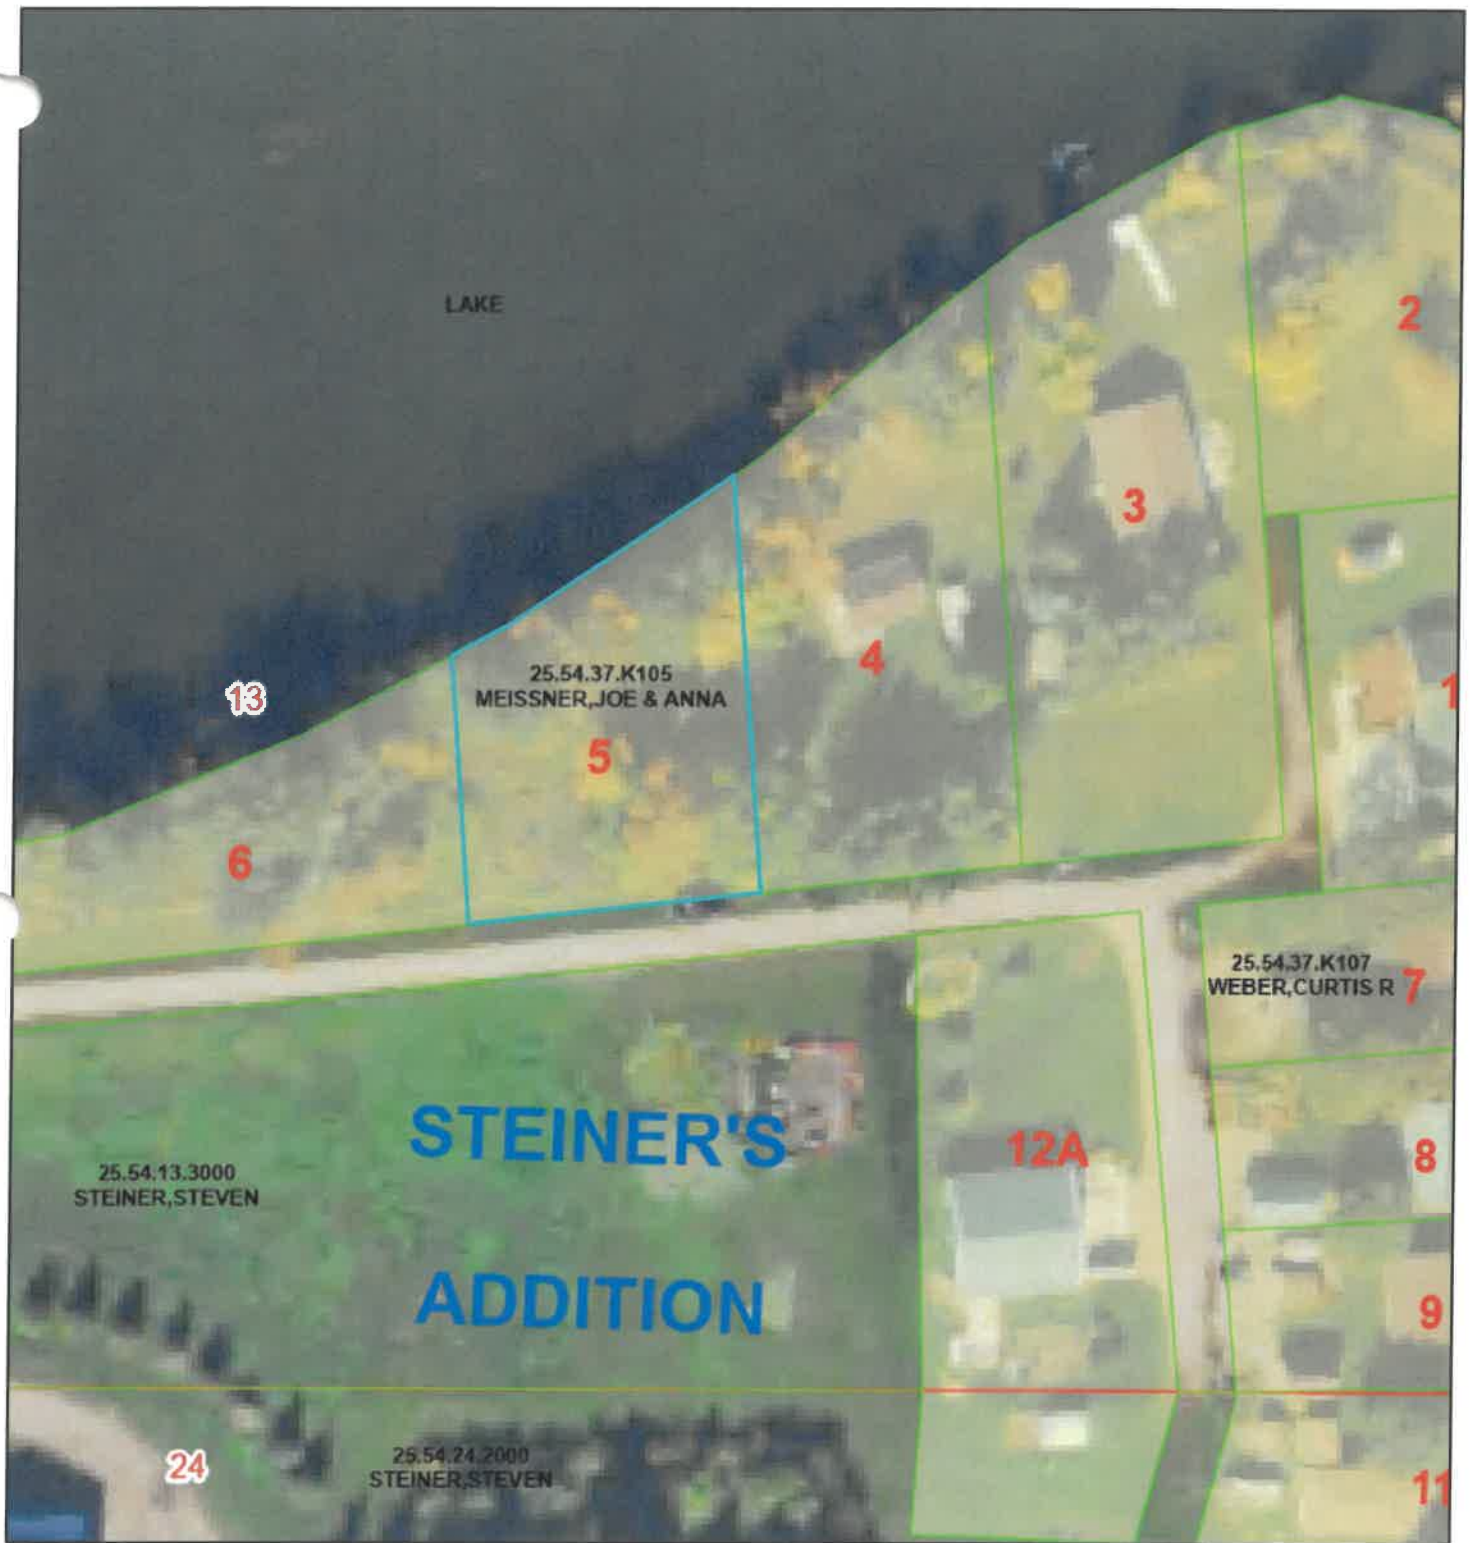 LAKE
2
3
4
13
25.54.37.K105
MEISSNER,JOE & ANNA
1
5
6
25.54.37.K107
WEBER,CURTIS R
7
STEINER'S
12A
8
25.54.13.3000
STEINER,STEVEN
ADDITION
9
24
25.54.24.2000
STEINER,STEVEN
11